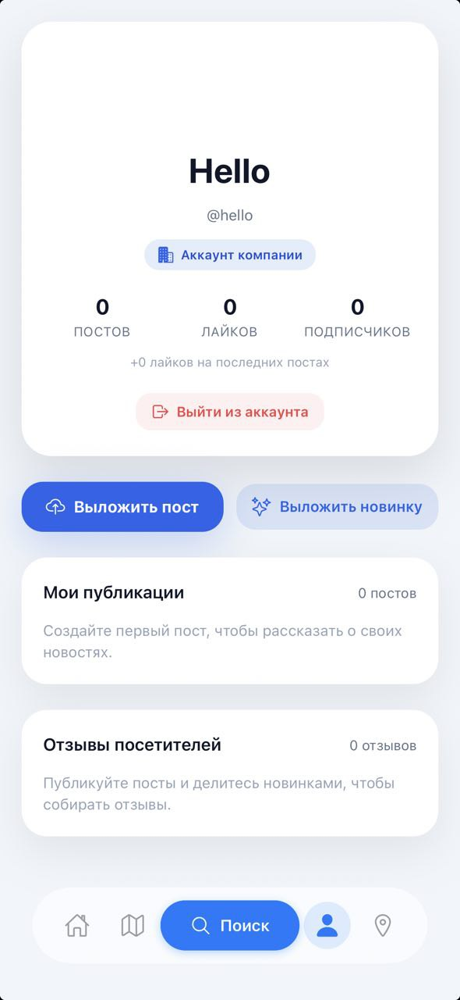 Hello
@hello
Аккаунт компании
0 0 0
ПОСТОВ ЛАЙКОВ ПОДПИСЧИКОВ
+0 лайков на последних постах
Выйти из аккаунта
Выложить пост Выложить новинку
Мои публикации 0 постов
Создайте первый пост, чтобы рассказать о своих
новостях.
Отзывы посетителей 0 отзывов
Публикуйте посты и делитесь новинками, чтобы
собирать отзывы.
Поиск